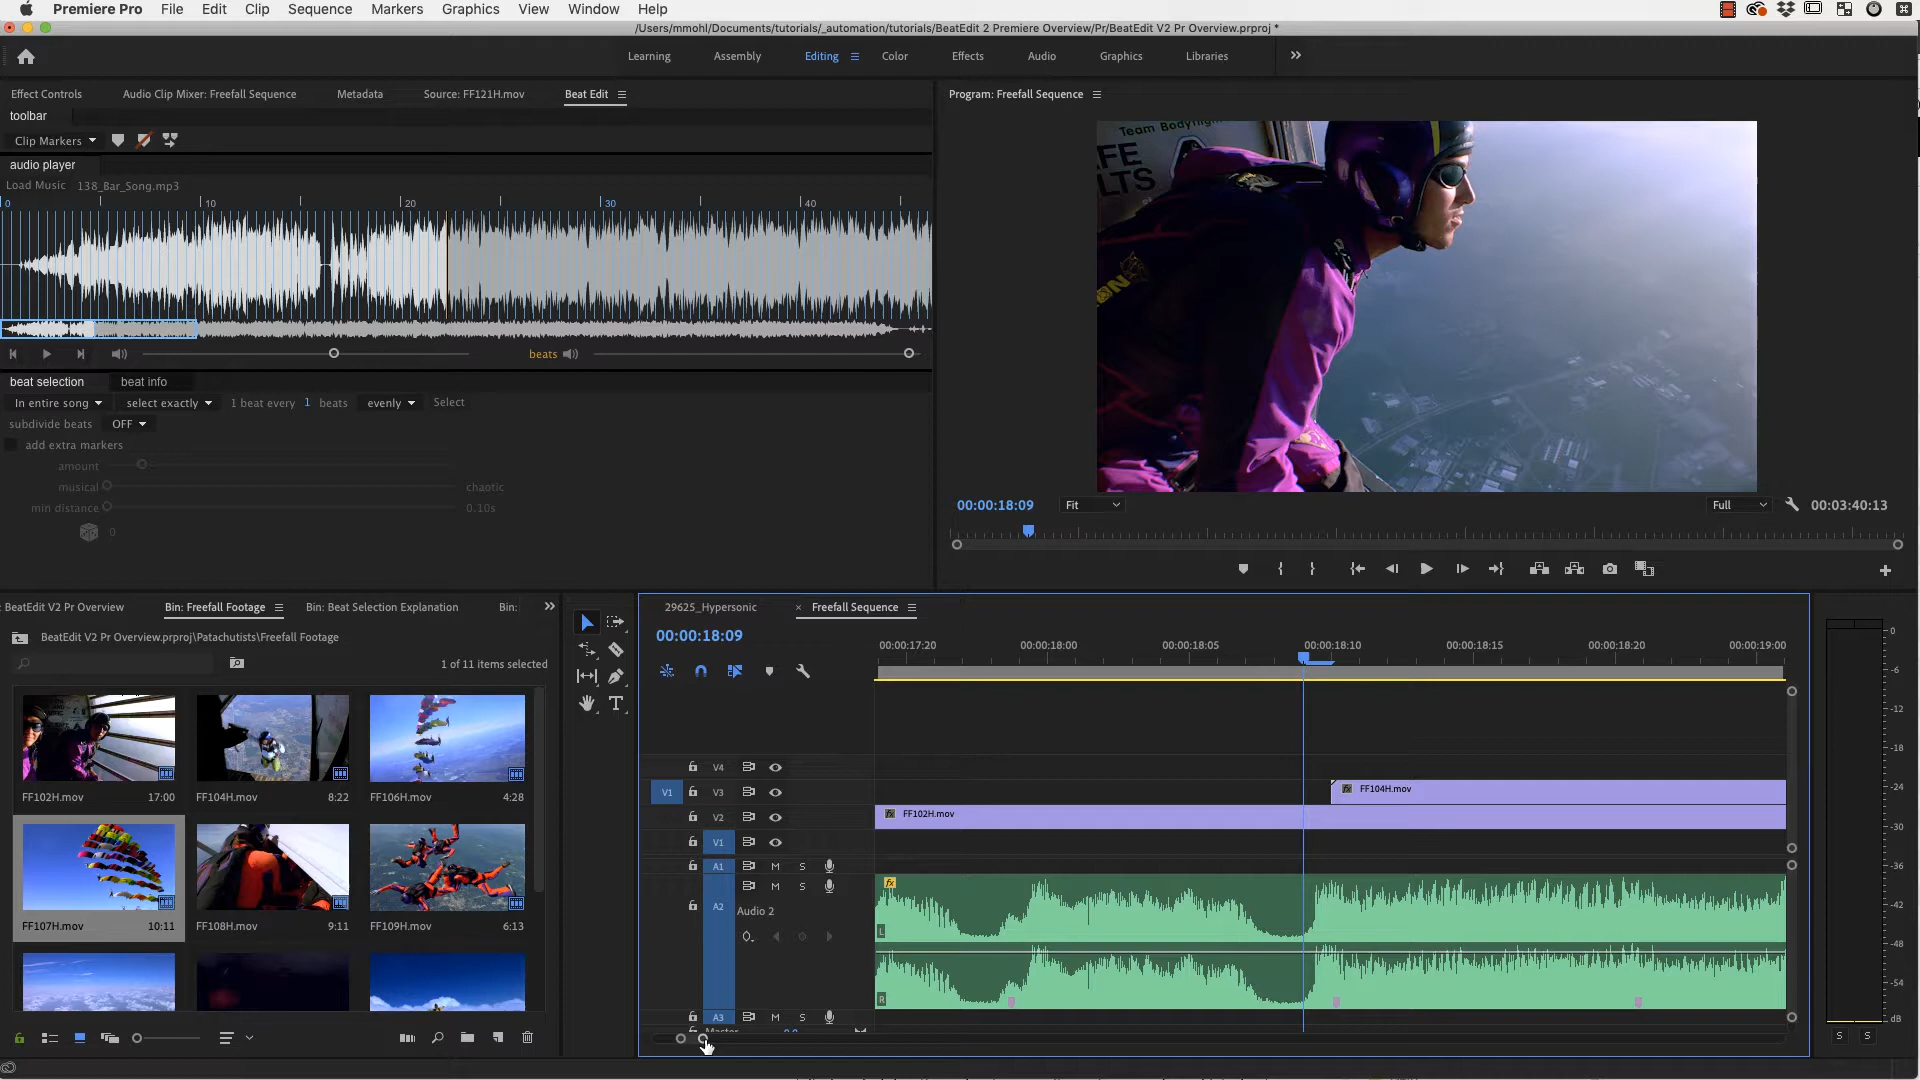 Premiere Pro File Edit Clip Sequence Markers Graphics View Window Help
/Users/mmohl/Documents/tutorials/_automation/tutorials/BeatEdit 2 Premiere Overview/Pr/BeatEdit V2 Pr Overview.prproj *
Learning Assembly Editing Color Effects Audio Graphics Libraries
Effect Controls Audio Clip Mixer: Freefall Sequence Metadata Source: FF121H.mov Beat Edit
Program: Freefall Sequence
toolbar
Clip Markers
audio player
Load Music 138_Bar_Song.mp3
0 10 20 30 40
Team Bodyflight
AFE
LTS
beats
beat selection beat info
In entire song select exactly 1 beat every 1 beats evenly Select
subdivide beats OFF
add extra markers
amount
musical chaotic
min distance 0.10s
0
00:00:18:09 Fit Full 00:03:40:13
BeatEdit V2 Pr Overview Bin: Freefall Footage Bin: Beat Selection Explanation Bin:
BeatEdit V2 Pr Overview.prproj\Patachutists\Freefall Footage
1 of 11 items selected
FF102H.mov 17:00 FF104H.mov 8:22 FF106H.mov 4:28
FF107H.mov 10:11 FF108H.mov 9:11 FF109H.mov 6:13
29625_Hypersonic × Freefall Sequence
00:00:18:09
00:00:17:20 00:00:18:00 00:00:18:05 00:00:18:10 00:00:18:15 00:00:18:20 00:00:19:00
V4
V1 V3 fx FF104H.mov
V2 fx FF102H.mov
V1
A1 M S
M S fx
A2 Audio 2
L
R
A3 M S
0
-6
-12
-18
-24
-30
-36
-42
-48
-54
dB
S S